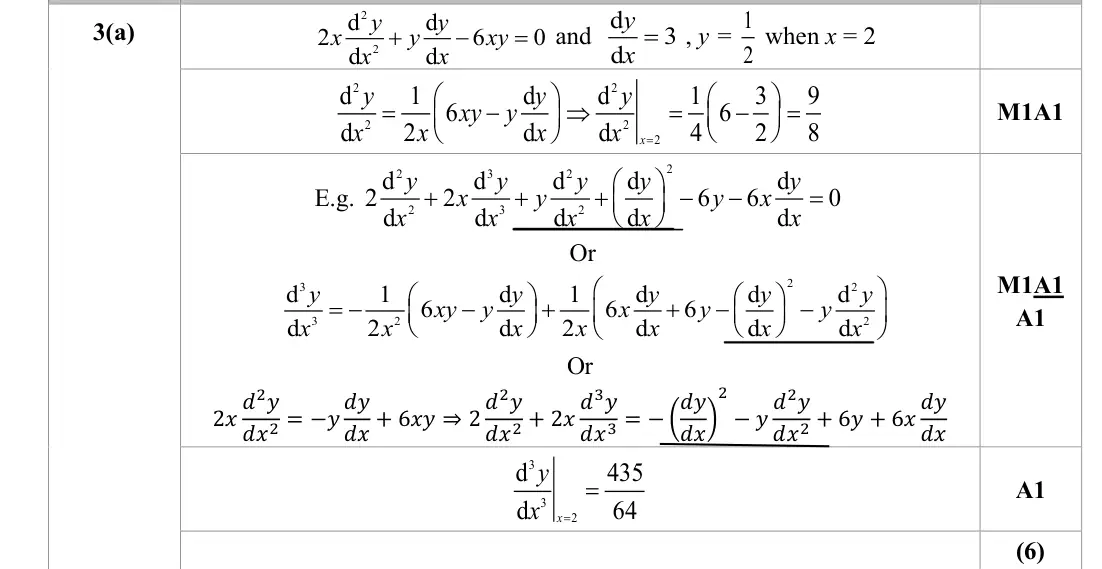 3(a)
2x d²y/dx² + y dy/dx − 6xy = 0 and dy/dx = 3 , y = 1/2 when x = 2
d²y/dx² = 1/2x (6xy − y dy/dx) ⇒ d²y/dx² |ₓ₌₂ = 1/4 (6 − 3/2) = 9/8
M1A1
E.g. 2 d²y/dx² + 2x d³y/dx³ + y d²y/dx² + (dy/dx)² − 6y − 6x dy/dx = 0
Or
d³y/dx³ = − 1/2x² (6xy − y dy/dx) + 1/2x (6x dy/dx + 6y − (dy/dx)² − y d²y/dx²)
Or
2x d²y/dx² = −y dy/dx + 6xy ⇒ 2 d²y/dx² + 2x d³y/dx³ = −(dy/dx)² − y d²y/dx² + 6y + 6x dy/dx
M1A1
A1
d³y/dx³ |ₓ₌₂ = 435/64
A1
(6)